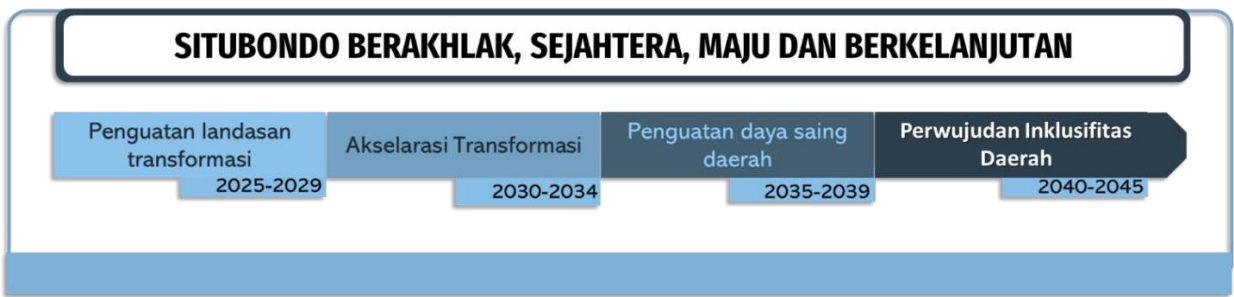 SITUBONDO BERAKHLAK, SEJAHTERA, MAJU DAN BERKELANJUTAN
Penguatan landasan
transformasi
2025-2029
Akselarasi Transformasi
2030-2034
Penguatan daya saing
daerah
2035-2039
Perwujudan Inklusifitas
Daerah
2040-2045